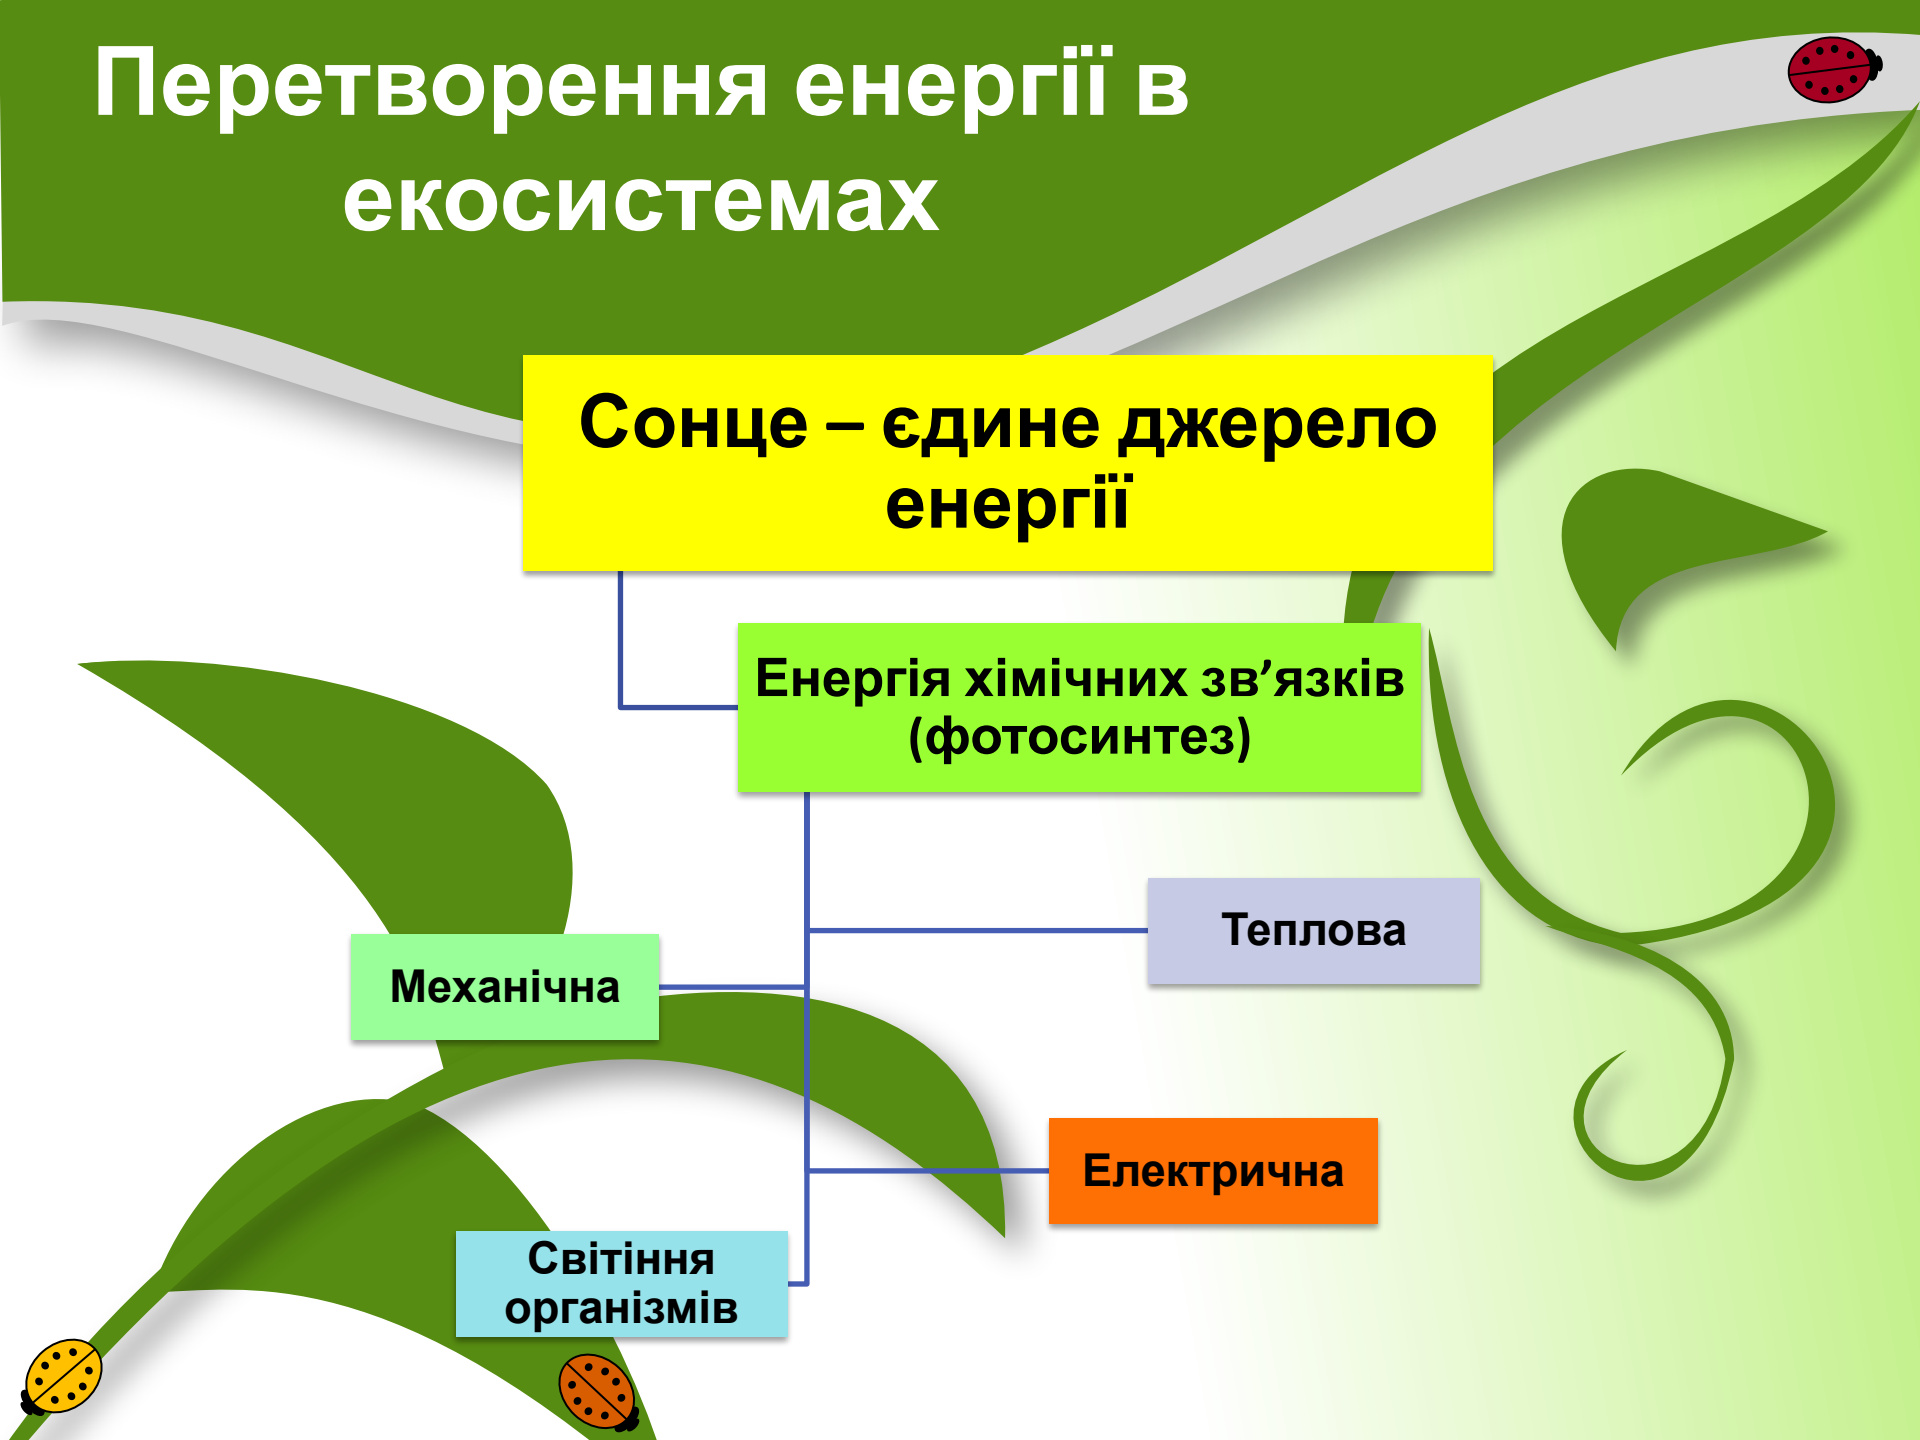 Перетворення енергії в
екосистемах
Сонце – єдине джерело
енергії
Енергія хімічних зв’язків
(фотосинтез)
Теплова
Механічна
Електрична
Світіння
організмів